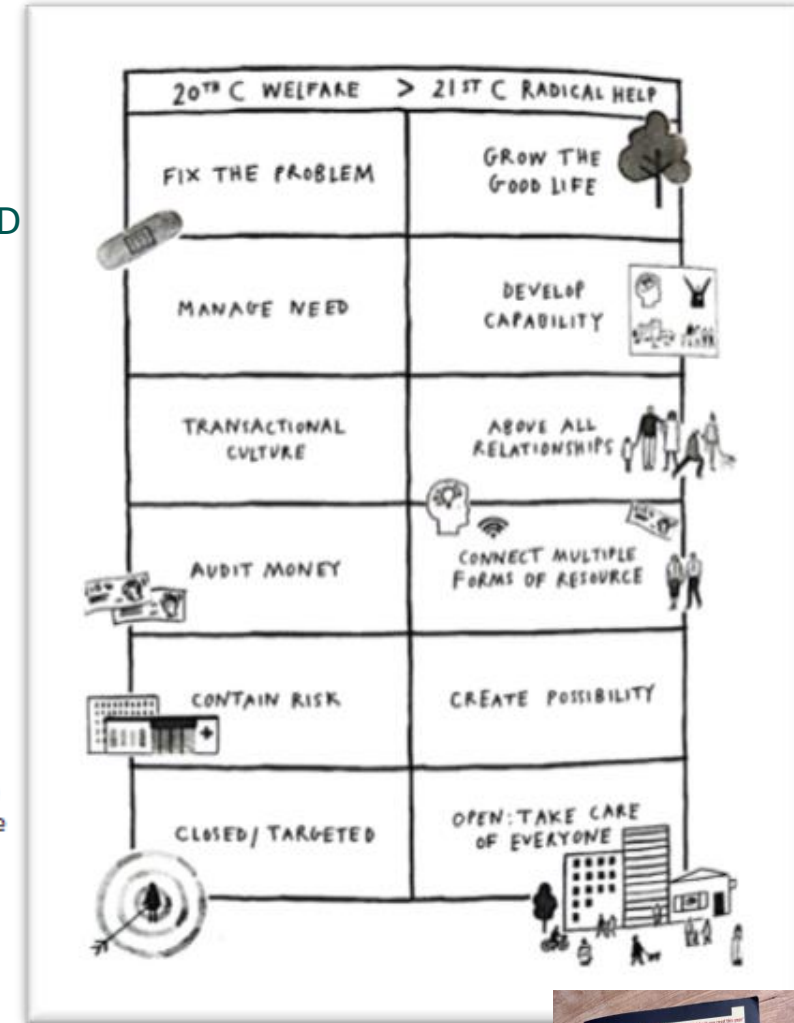 20TH C WELFARE > 21ST C RADICAL HELP
FIX THE PROBLEM
GROW THE
GOOD LIFE
MANAGE NEED
DEVELOP
CAPABILITY
TRANSACTIONAL
CULTURE
ABOVE ALL
RELATIONSHIPS
AUDIT MONEY
CONNECT MULTIPLE
FORMS OF RESOURCE
CONTAIN RISK
CREATE POSSIBILITY
CLOSED/TARGETED
OPEN: TAKE CARE
OF EVERYONE
D
e